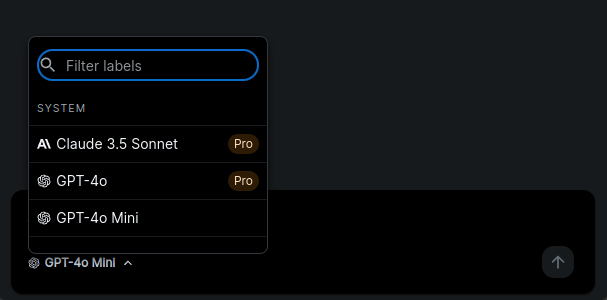 Filter labels
SYSTEM
Claude 3.5 Sonnet Pro
GPT-4o Pro
GPT-4o Mini
GPT-4o Mini